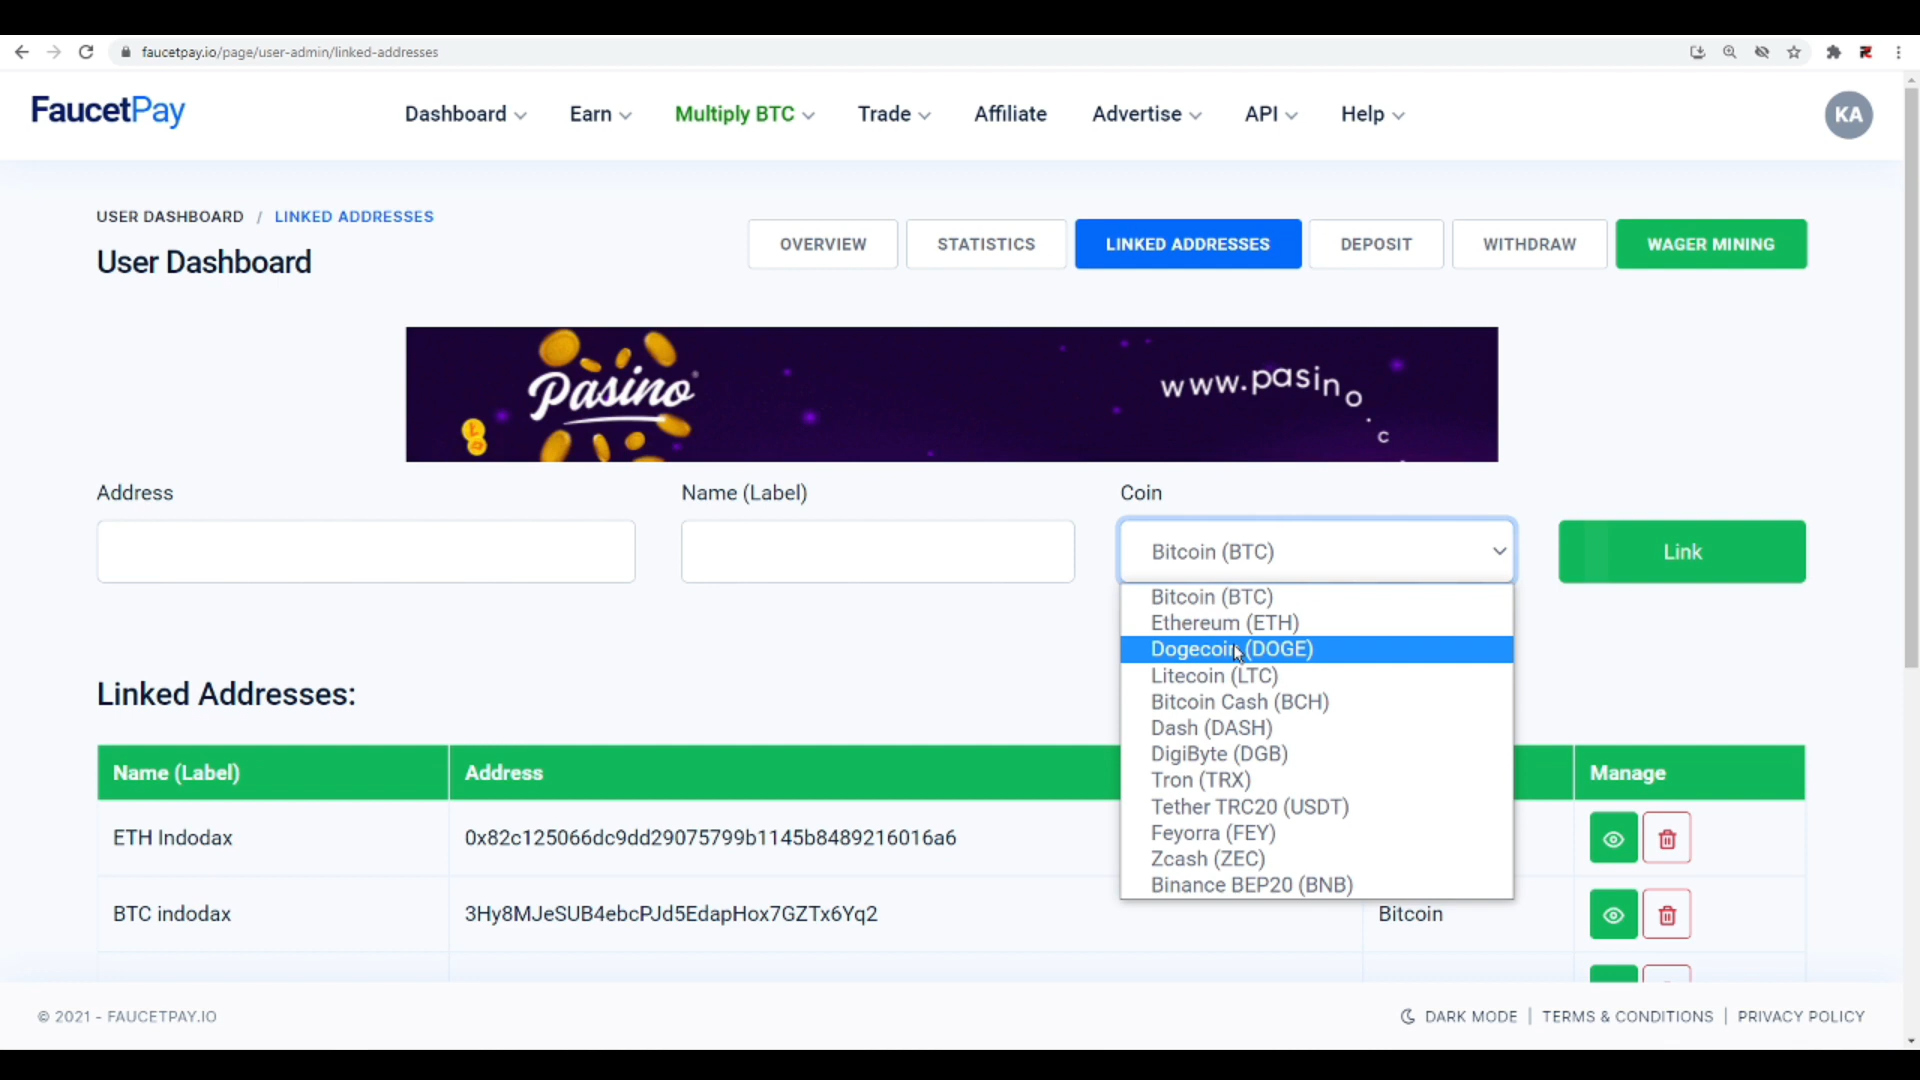 faucetpay.io/page/user-admin/linked-addresses
FaucetPay
Dashboard
Earn
Multiply BTC
Trade
Affiliate
Advertise
API
Help
KA
USER DASHBOARD / LINKED ADDRESSES
User Dashboard
OVERVIEW
STATISTICS
LINKED ADDRESSES
DEPOSIT
WITHDRAW
WAGER MINING
Pasino
www.pasino.c
Address
Name (Label)
Coin
Bitcoin (BTC)
Link
Bitcoin (BTC)
Ethereum (ETH)
Dogecoin (DOGE)
Litecoin (LTC)
Bitcoin Cash (BCH)
Dash (DASH)
DigiByte (DGB)
Tron (TRX)
Tether TRC20 (USDT)
Feyorra (FEY)
Zcash (ZEC)
Binance BEP20 (BNB)
Linked Addresses:
Name (Label)
Address
Manage
ETH Indodax
0x82c125066dc9dd29075799b1145b8489216016a6
BTC indodax
3Hy8MJeSUB4ebcPJd5EdapHox7GZTx6Yq2
Bitcoin
© 2021 - FAUCETPAY.IO
DARK MODE | TERMS & CONDITIONS | PRIVACY POLICY